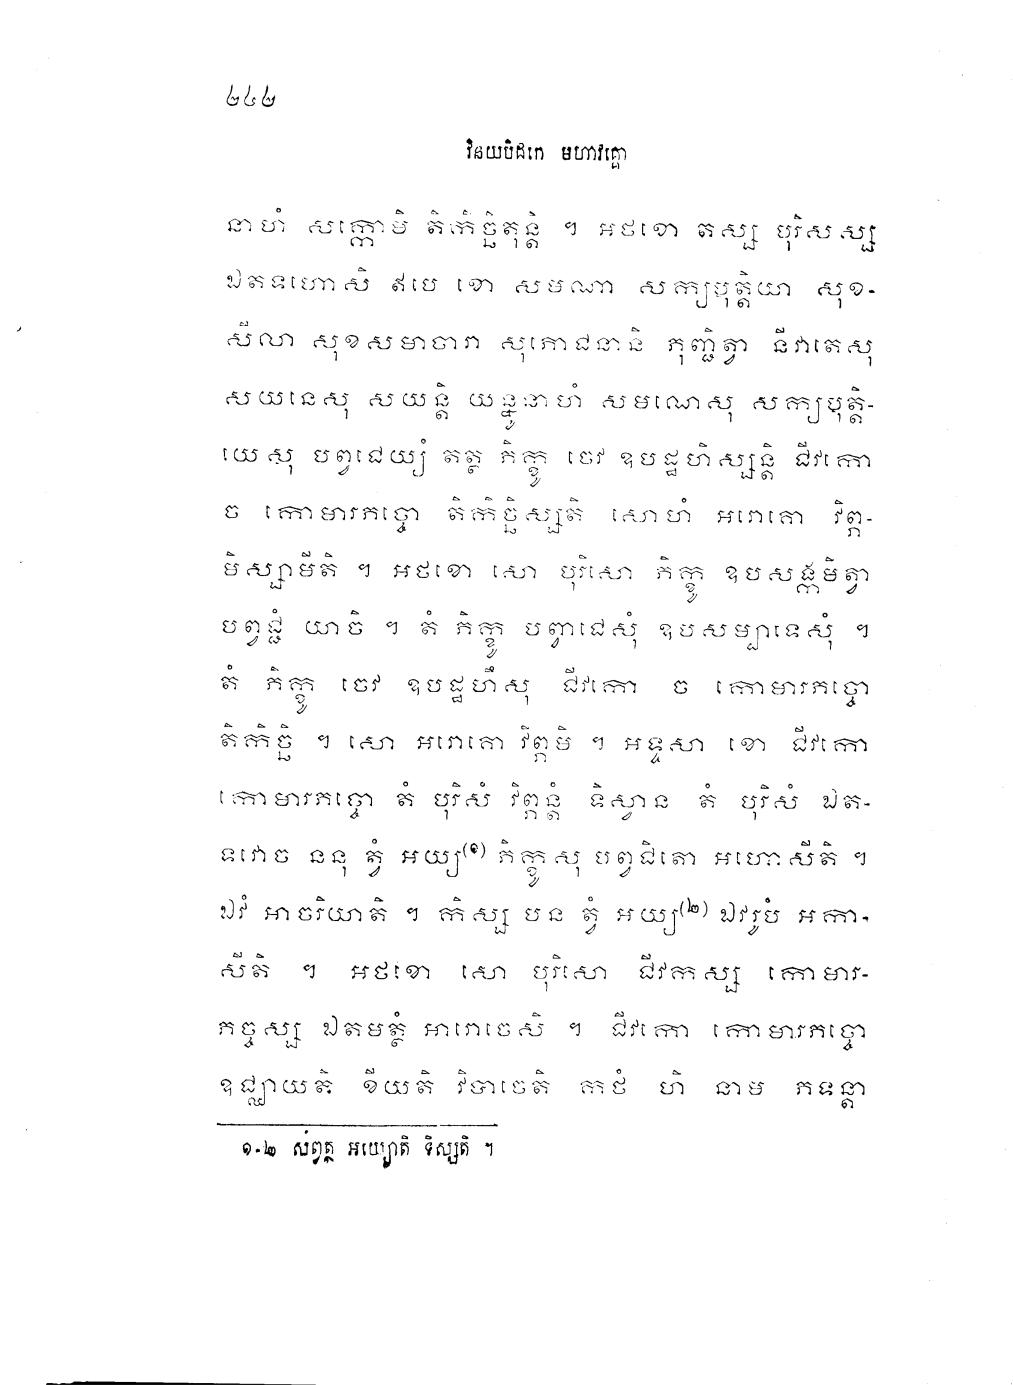 ២៤២
វិនយបិដកេ មហាវគ្គោ
នាហំ សក្កោមិ តិកិច្ឆិតុន្តិ ។ អថខោ តស្ស បុរិសស្ស
ឯតទហោសិ ឥមេ ខោ សមណា សក្យបុត្តិយា សុខ-
សីលា សុខសមាចារា សុភោជនានិ ភុញ្ជិត្វា នីវាតេសុ
សយនេសុ សយន្តិ យន្នូនាហំ សមណេសុ សក្យបុត្តិ-
យេសុ បព្វជេយ្យំ តត្ថ ភិក្ខូ ចេវ ឧបដ្ឋហិស្សន្តិ ជីវកោ
ច កោមារភច្ចោ តិកិច្ឆិស្សតិ សោហំ អរោគោ វិព្ភ-
មិស្សាមីតិ ។ អថខោ សោ បុរិសោ ភិក្ខូ ឧបសង្កមិត្វា
បព្វជ្ជំ យាចិ ។ តំ ភិក្ខូ បព្វាជេសុំ ឧបសម្បាទេសុំ ។
តំ ភិក្ខូ ចេវ ឧបដ្ឋហឹសុ ជីវកោ ច កោមារភច្ចោ
តិកិច្ឆិ ។ សោ អរោគោ វិព្ភមិ ។ អទ្ទសា ខោ ជីវកោ
កោមារភច្ចោ តំ បុរិសំ វិព្ភន្តំ ទិស្វាន តំ បុរិសំ ឯត-
ទវោច ននុ ត្វំ អយ្យ(១) ភិក្ខូសុ បព្វជិតោ អហោសីតិ ។
ឯវំ អាចរិយាតិ ។ កិស្ស បន ត្វំ អយ្យ(២) ឯវរូបំ អកា-
សីតិ ។ អថខោ សោ បុរិសោ ជីវកស្ស កោមារ-
ភច្ចស្ស ឯតមត្ថំ អារោចេសិ ។ ជីវកោ កោមារភច្ចោ
ឧជ្ឈាយតិ ខីយតិ វិបាចេតិ កថំ ហិ នាម ភទន្តា
១-២ សព្វត្ថ អយ្យោតិ ទិស្សតិ ។